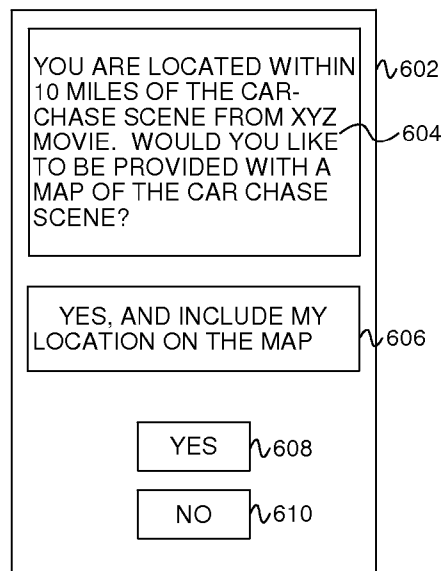 YOU ARE LOCATED WITHIN
10 MILES OF THE CAR-
CHASE SCENE FROM XYZ
MOVIE. WOULD YOU LIKE
TO BE PROVIDED WITH A
MAP OF THE CAR CHASE
SCENE?
602
604
YES, AND INCLUDE MY
LOCATION ON THE MAP
606
YES
608
NO
610